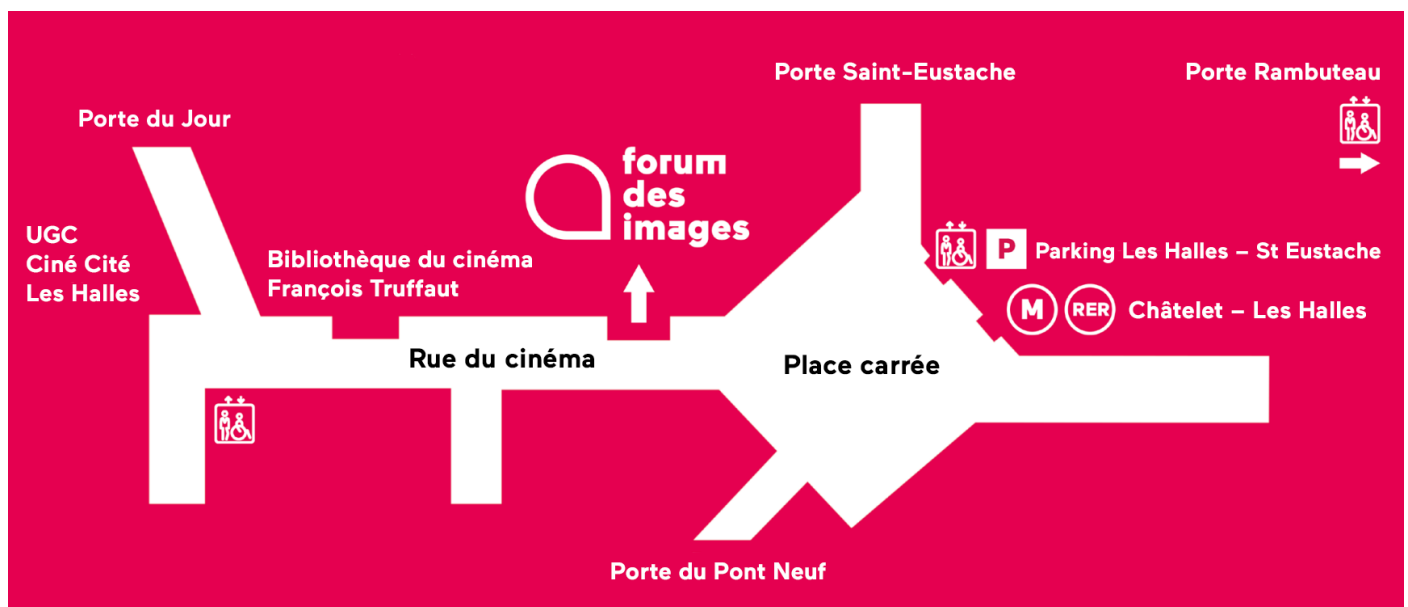 Porte Saint-Eustache
Porte Rambuteau
Porte du Jour
forum
des
images
UGC
Ciné Cité
Les Halles
Bibliothèque du cinéma
François Truffaut
P Parking Les Halles – St Eustache
M RER Châtelet – Les Halles
Rue du cinéma
Place carrée
Porte du Pont Neuf